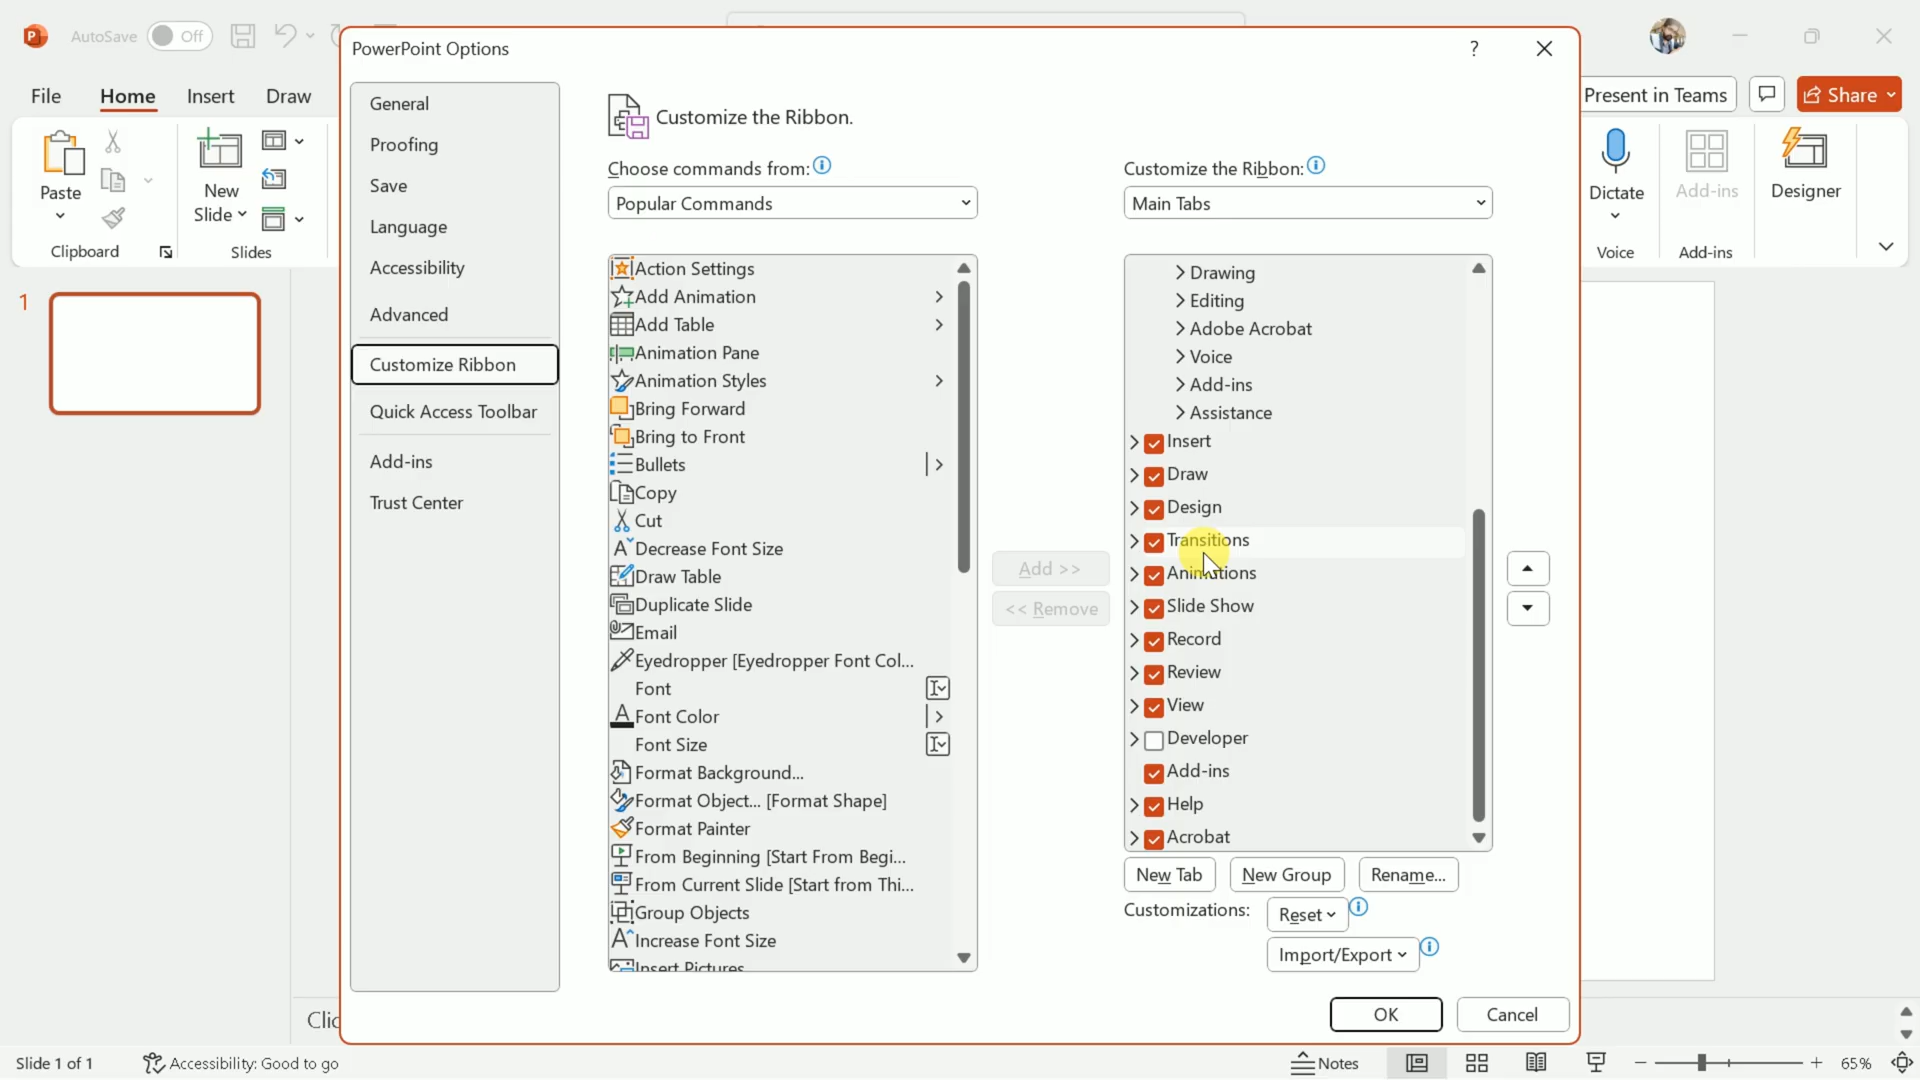 AutoSave Off
PowerPoint Options ?
File Home Insert Draw
Present in Teams
Share
Paste
New
Slide
Clipboard
Slides
Dictate
Add-ins
Designer
Voice
Add-ins
1
General
Proofing
Save
Language
Accessibility
Advanced
Customize Ribbon
Quick Access Toolbar
Add-ins
Trust Center
Customize the Ribbon.
Choose commands from:
Popular Commands
Action Settings
Add Animation
Add Table
Animation Pane
Animation Styles
Bring Forward
Bring to Front
Bullets
Copy
Cut
Decrease Font Size
Draw Table
Duplicate Slide
Email
Eyedropper [Eyedropper Font Col...
Font
Font Color
Font Size
Format Background...
Format Object... [Format Shape]
Format Painter
From Beginning [Start From Begi...
From Current Slide [Start from Thi...
Group Objects
Increase Font Size
Insert Pictures
Add >>
<< Remove
Customize the Ribbon:
Main Tabs
Drawing
Editing
Adobe Acrobat
Voice
Add-ins
Assistance
Insert
Draw
Design
Transitions
Animations
Slide Show
Record
Review
View
Developer
Add-ins
Help
Acrobat
New Tab New Group Rename...
Customizations: Reset
Import/Export
OK Cancel
Slide 1 of 1 Accessibility: Good to go Notes 65%